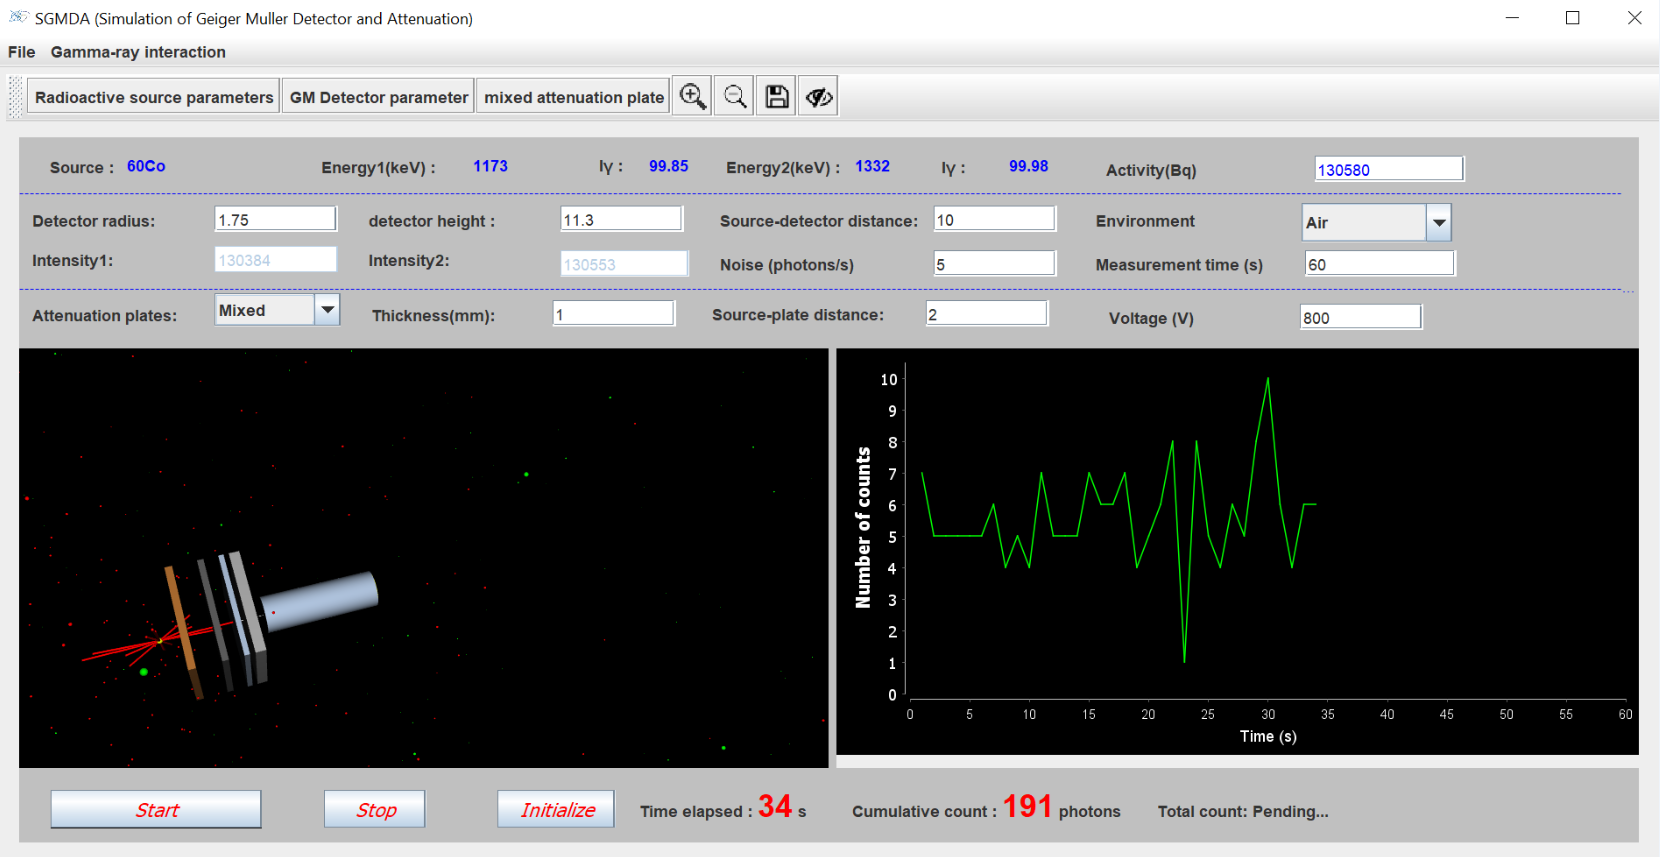 SGMDA (Simulation of Geiger Muller Detector and Attenuation)
File Gamma-ray interaction
Radioactive source parameters GM Detector parameter mixed attenuation plate
Source : 60Co Energy1(keV) : 1173 Iγ : 99.85 Energy2(keV) : 1332 Iγ : 99.98 Activity(Bq) 130580
Detector radius: 1.75 detector height : 11.3 Source-detector distance: 10 Environment Air
Intensity1: 130384 Intensity2: 130553 Noise (photons/s) 5 Measurement time (s) 60
Attenuation plates: Mixed Thickness(mm): 1 Source-plate distance: 2 Voltage (V) 800
Number of counts
10
9
8
7
6
5
4
3
2
1
0
0 5 10 15 20 25 30 35 40 45 50 55 60
Time (s)
Start Stop Initialize Time elapsed : 34 s Cumulative count : 191 photons Total count: Pending...